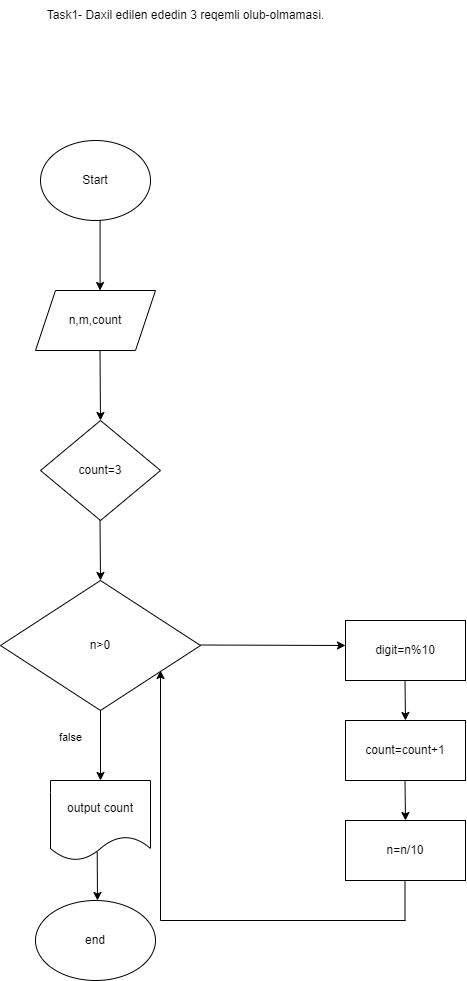 Task1- Daxil edilen ededin 3 reqemli olub-olmamasi.
Start
n,m,count
count=3
n>0
digit=n%10
false
count=count+1
output count
n=n/10
end